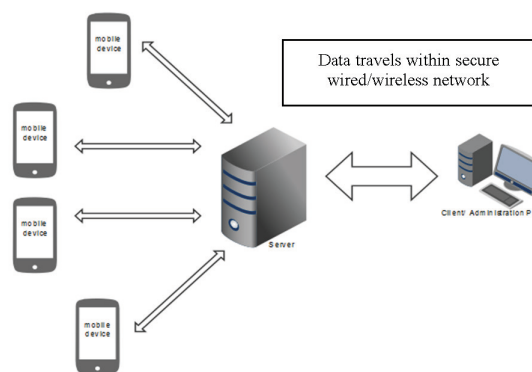 mobile
device
Data travels within secure
wired/wireless network
mobile
device
mobile
device
Server
Client/ Administration P
mobile
device